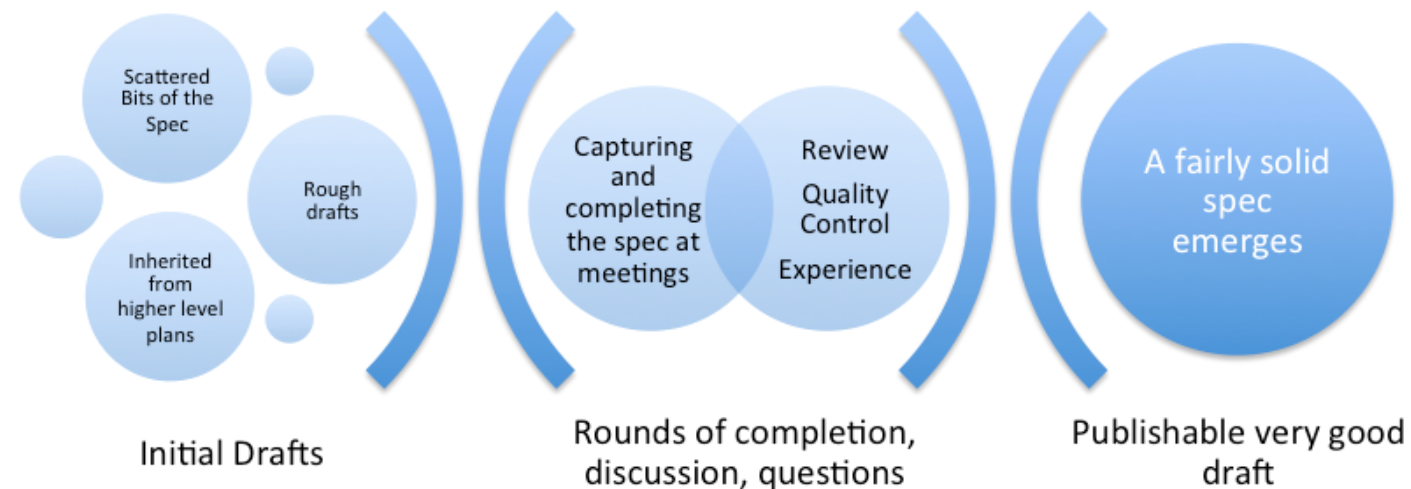 Scattered
Bits of the
Spec
Rough
drafts
Inherited
from
higher level
plans
Initial Drafts
Capturing
and
completing
the spec at
meetings
Review
Quality
Control
Experience
Rounds of completion,
discussion, questions
A fairly solid
spec
emerges
Publishable very good
draft